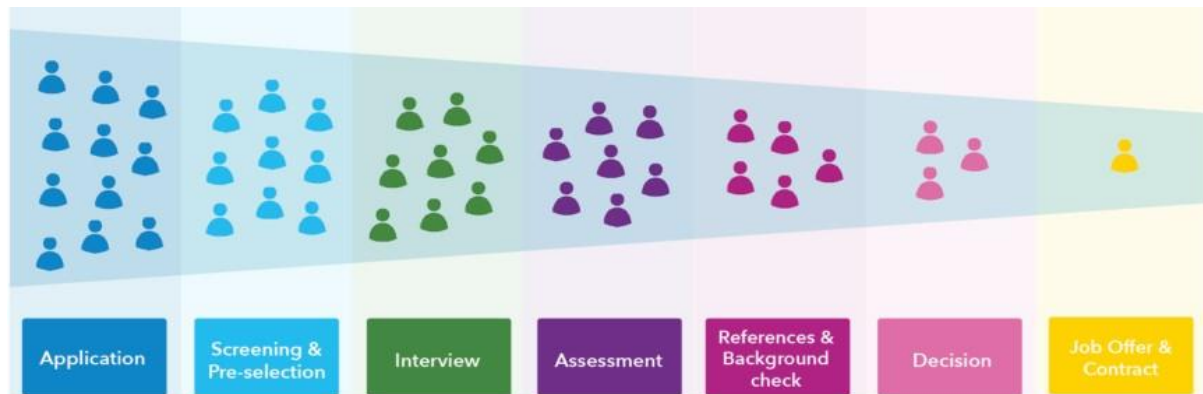 Application
Screening &
Pre-selection
Interview
Assessment
References &
Background
check
Decision
Job Offer &
Contract